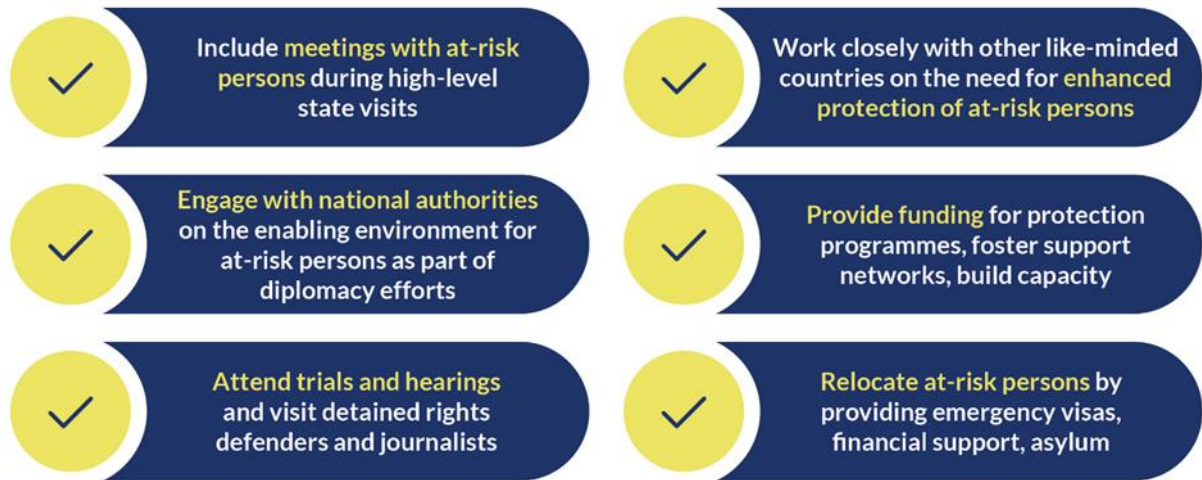 Include meetings with at-risk
persons during high-level
state visits
Work closely with other like-minded
countries on the need for enhanced
protection of at-risk persons
Engage with national authorities
on the enabling environment for
at-risk persons as part of
diplomacy efforts
Provide funding for protection
programmes, foster support
networks, build capacity
Attend trials and hearings
and visit detained rights
defenders and journalists
Relocate at-risk persons by
providing emergency visas,
financial support, asylum